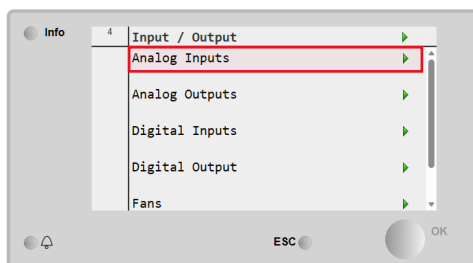 Info
4 Input / Output
Analog Inputs
Analog Outputs
Digital Inputs
Digital Output
Fans
ESC
OK